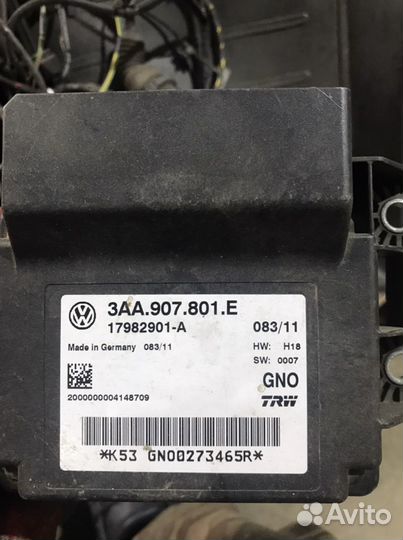 3AA.907.801.E
17982901-A 083/11
Made in Germany 083/11 HW: H18
SW: 0007
GNO
2000000004148709
TRW
*K53 GNO0273465R*
Avito